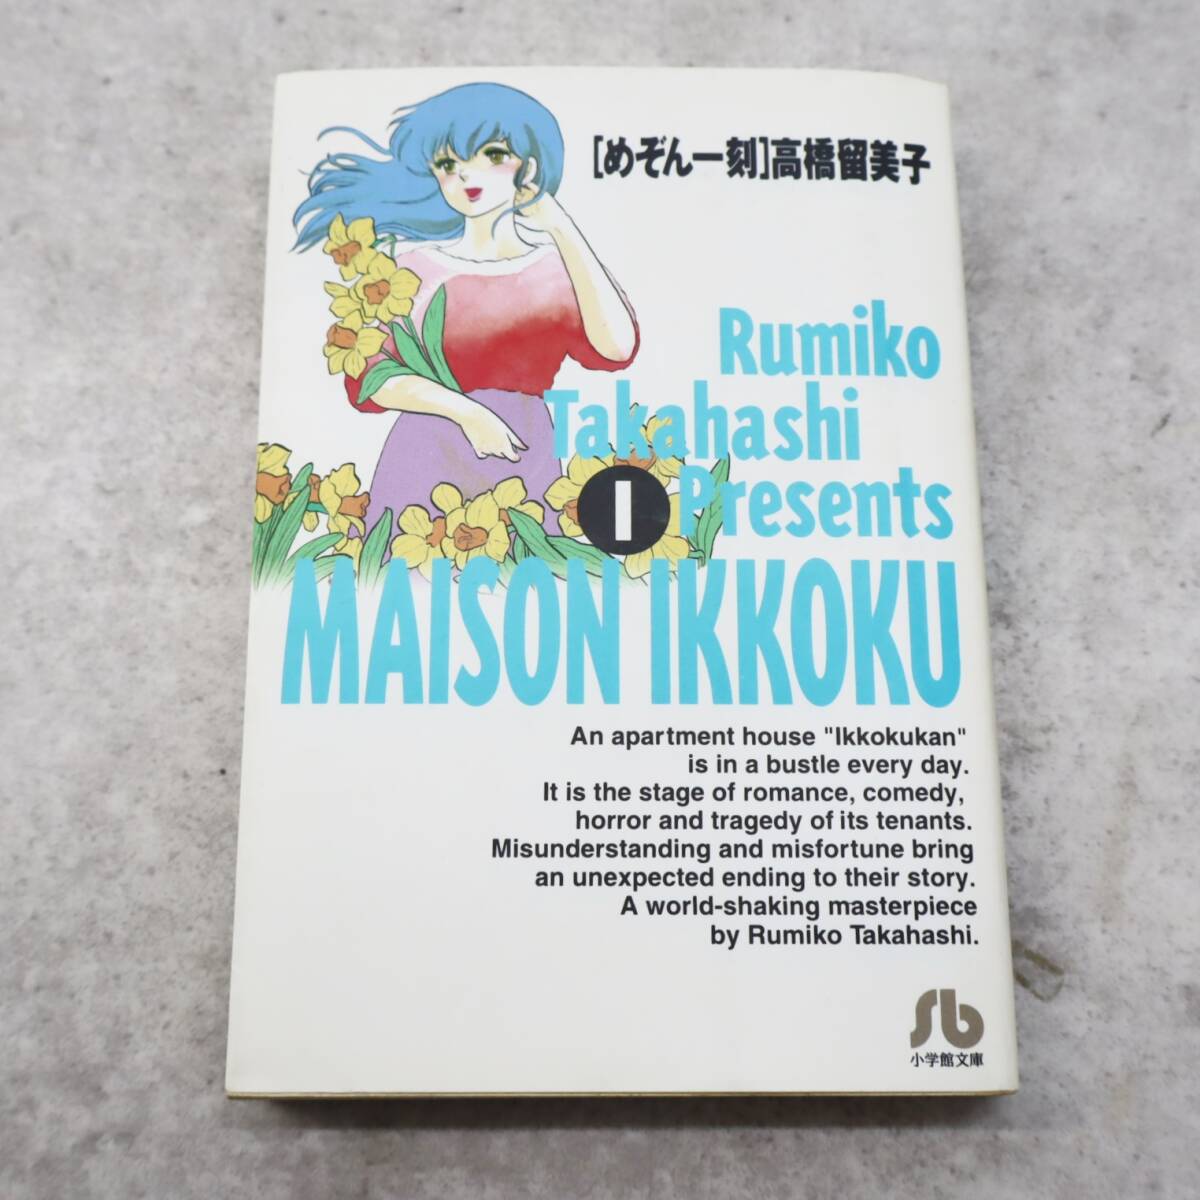 [めぞん一刻]高橋留美子
Rumiko
Takahashi
Presents
1
MAISON IKKOKU
An apartment house "Ikkokukan"
is in a bustle every day.
It is the stage of romance, comedy,
horror and tragedy of its tenants.
Misunderstanding and misfortune bring
an unexpected ending to their story.
A world-shaking masterpiece
by Rumiko Takahashi.
sb
小学館文庫